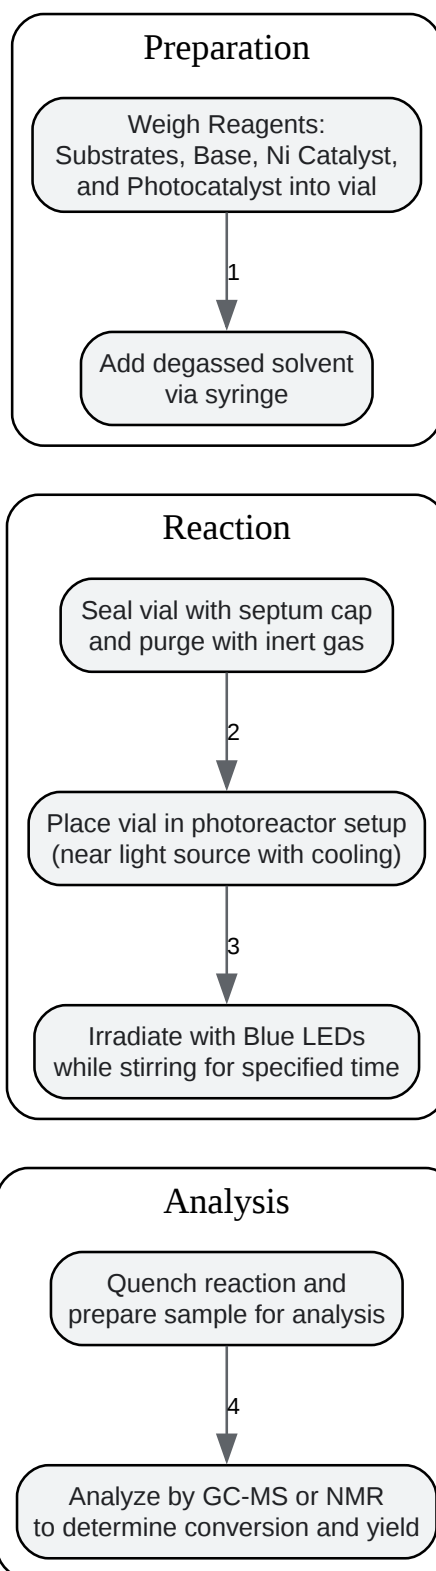 Preparation
Weigh Reagents:
Substrates, Base, Ni Catalyst,
and Photocatalyst into vial
1
Add degassed solvent
via syringe
Reaction
Seal vial with septum cap
and purge with inert gas
2
Place vial in photoreactor setup
(near light source with cooling)
3
Irradiate with Blue LEDs
while stirring for specified time
Analysis
Quench reaction and
prepare sample for analysis
4
Analyze by GC-MS or NMR
to determine conversion and yield